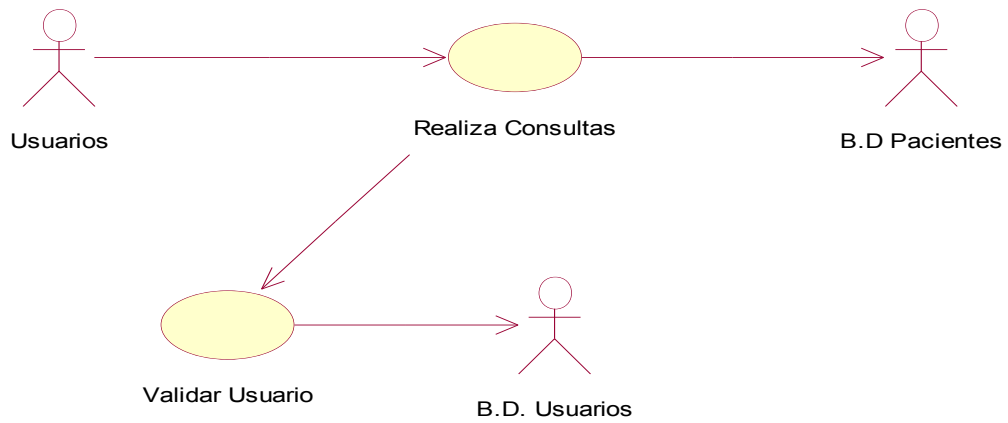 Usuarios
Realiza Consultas
B.D Pacientes
Validar Usuario
B.D. Usuarios